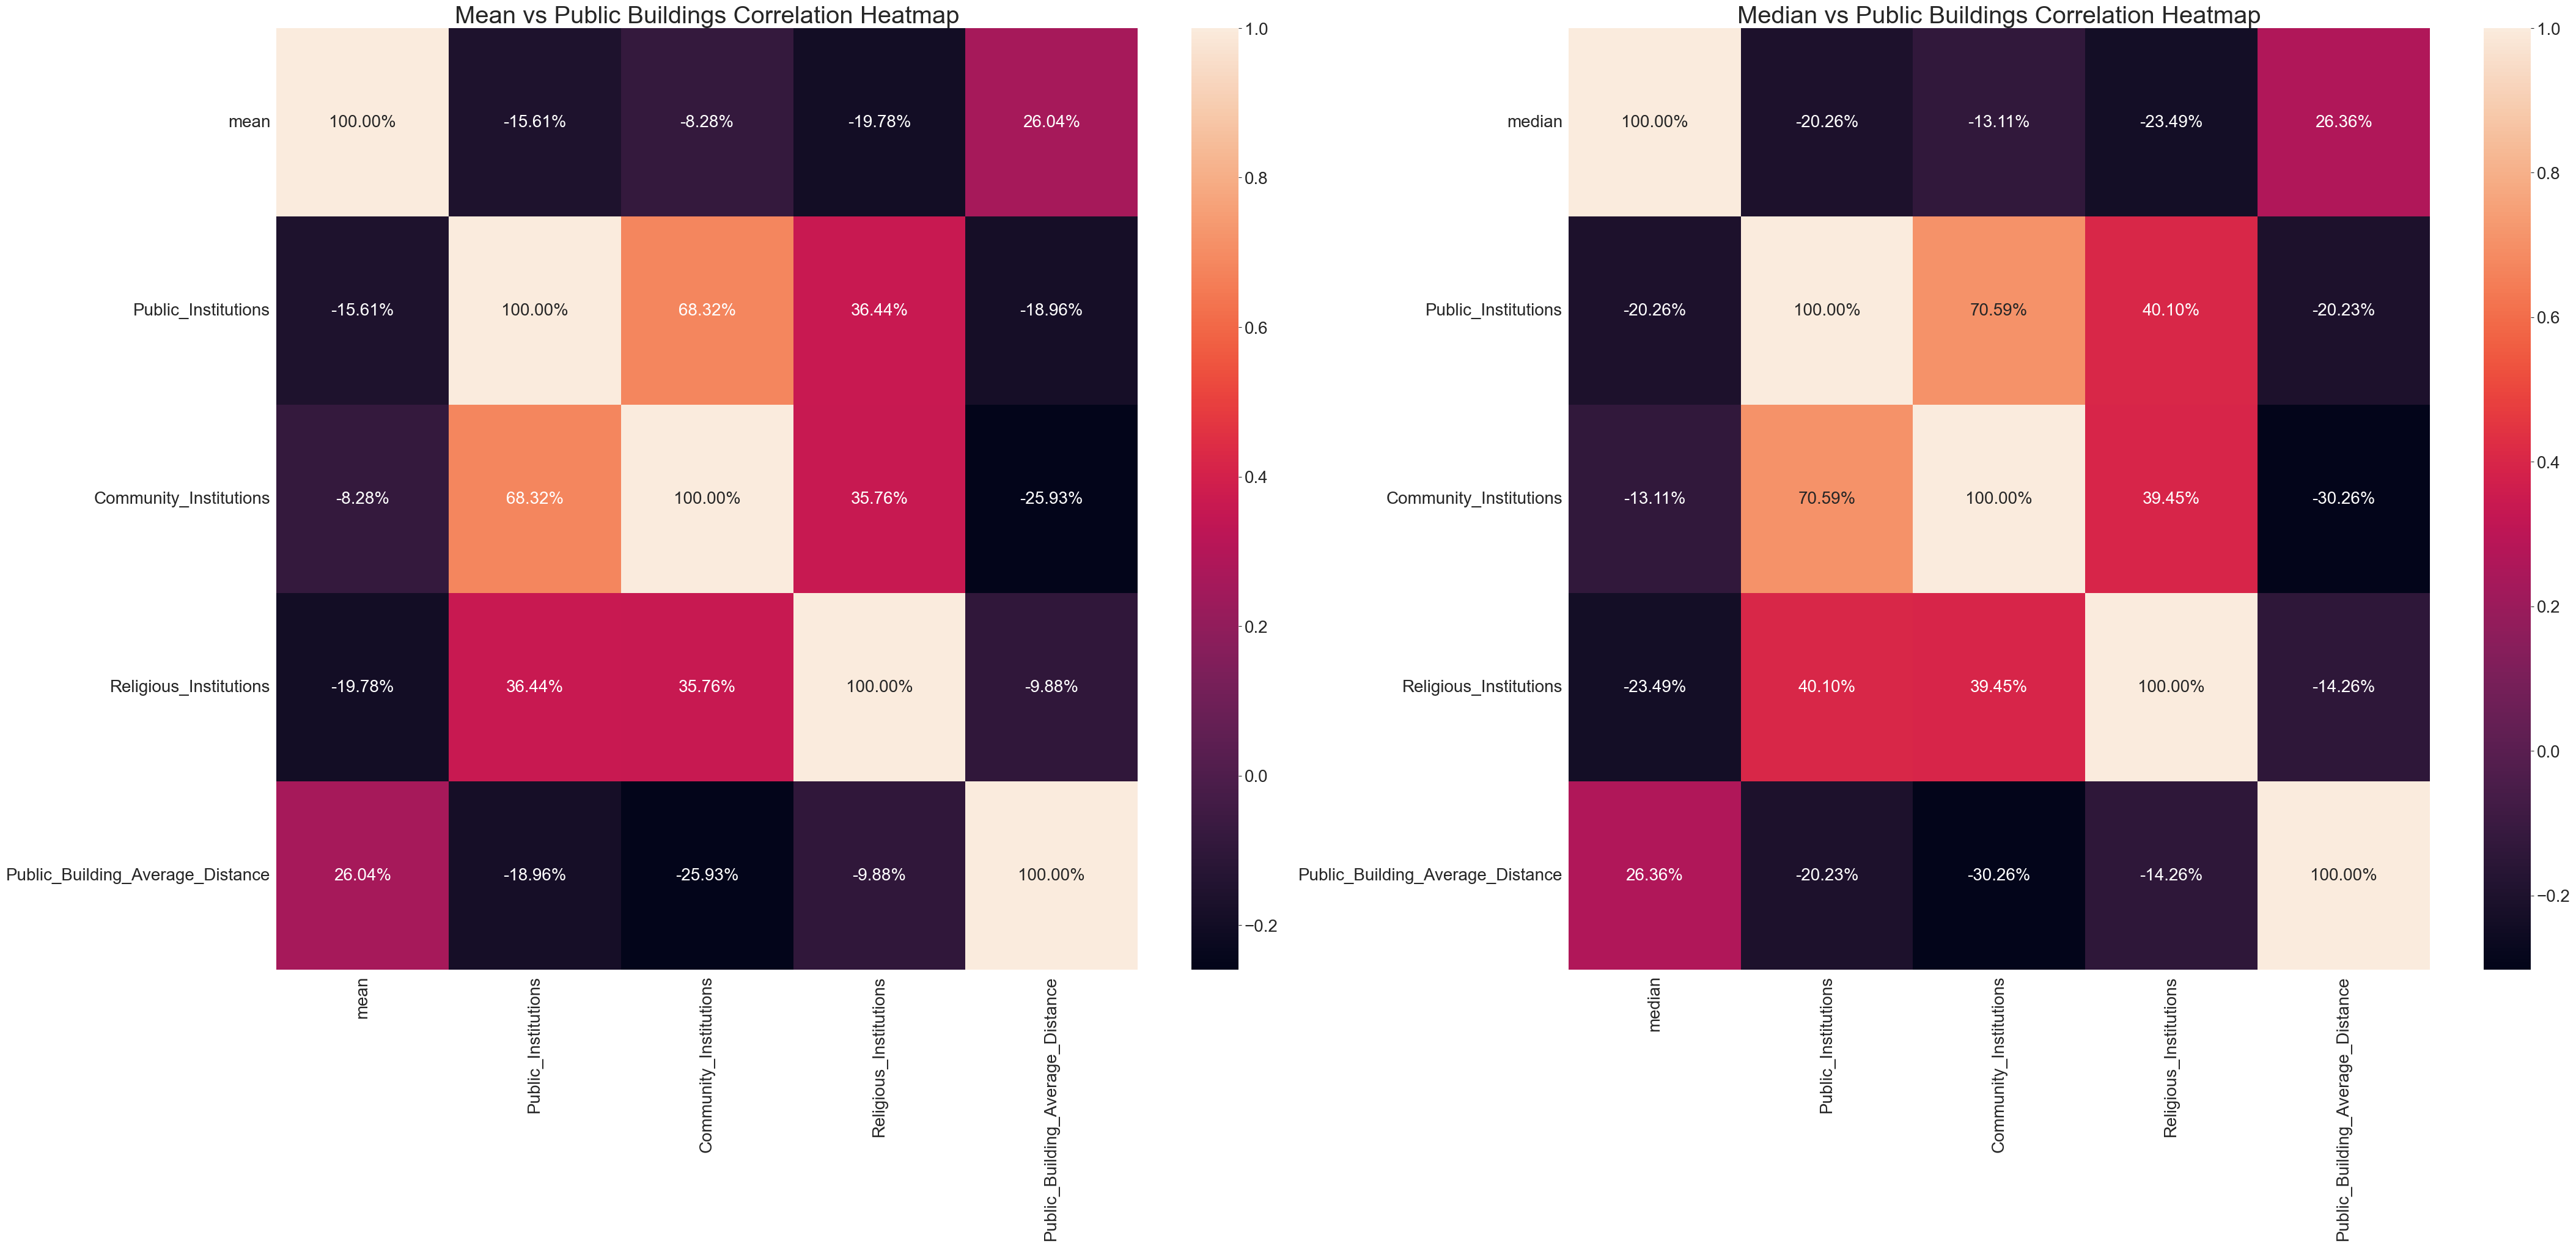 Mean vs Public Buildings Correlation Heatmap
mean 100.00% -15.61% -8.28% -19.78% 26.04%
Public_Institutions -15.61% 100.00% 68.32% 36.44% -18.96%
Community_Institutions -8.28% 68.32% 100.00% 35.76% -25.93%
Religious_Institutions -19.78% 36.44% 35.76% 100.00% -9.88%
Public_Building_Average_Distance 26.04% -18.96% -25.93% -9.88% 100.00%
mean
Public_Institutions
Community_Institutions
Religious_Institutions
Public_Building_Average_Distance
1.0
0.8
0.6
0.4
0.2
0.0
−0.2
Median vs Public Buildings Correlation Heatmap
median 100.00% -20.26% -13.11% -23.49% 26.36%
Public_Institutions -20.26% 100.00% 70.59% 40.10% -20.23%
Community_Institutions -13.11% 70.59% 100.00% 39.45% -30.26%
Religious_Institutions -23.49% 40.10% 39.45% 100.00% -14.26%
Public_Building_Average_Distance 26.36% -20.23% -30.26% -14.26% 100.00%
median
Public_Institutions
Community_Institutions
Religious_Institutions
Public_Building_Average_Distance
1.0
0.8
0.6
0.4
0.2
0.0
−0.2